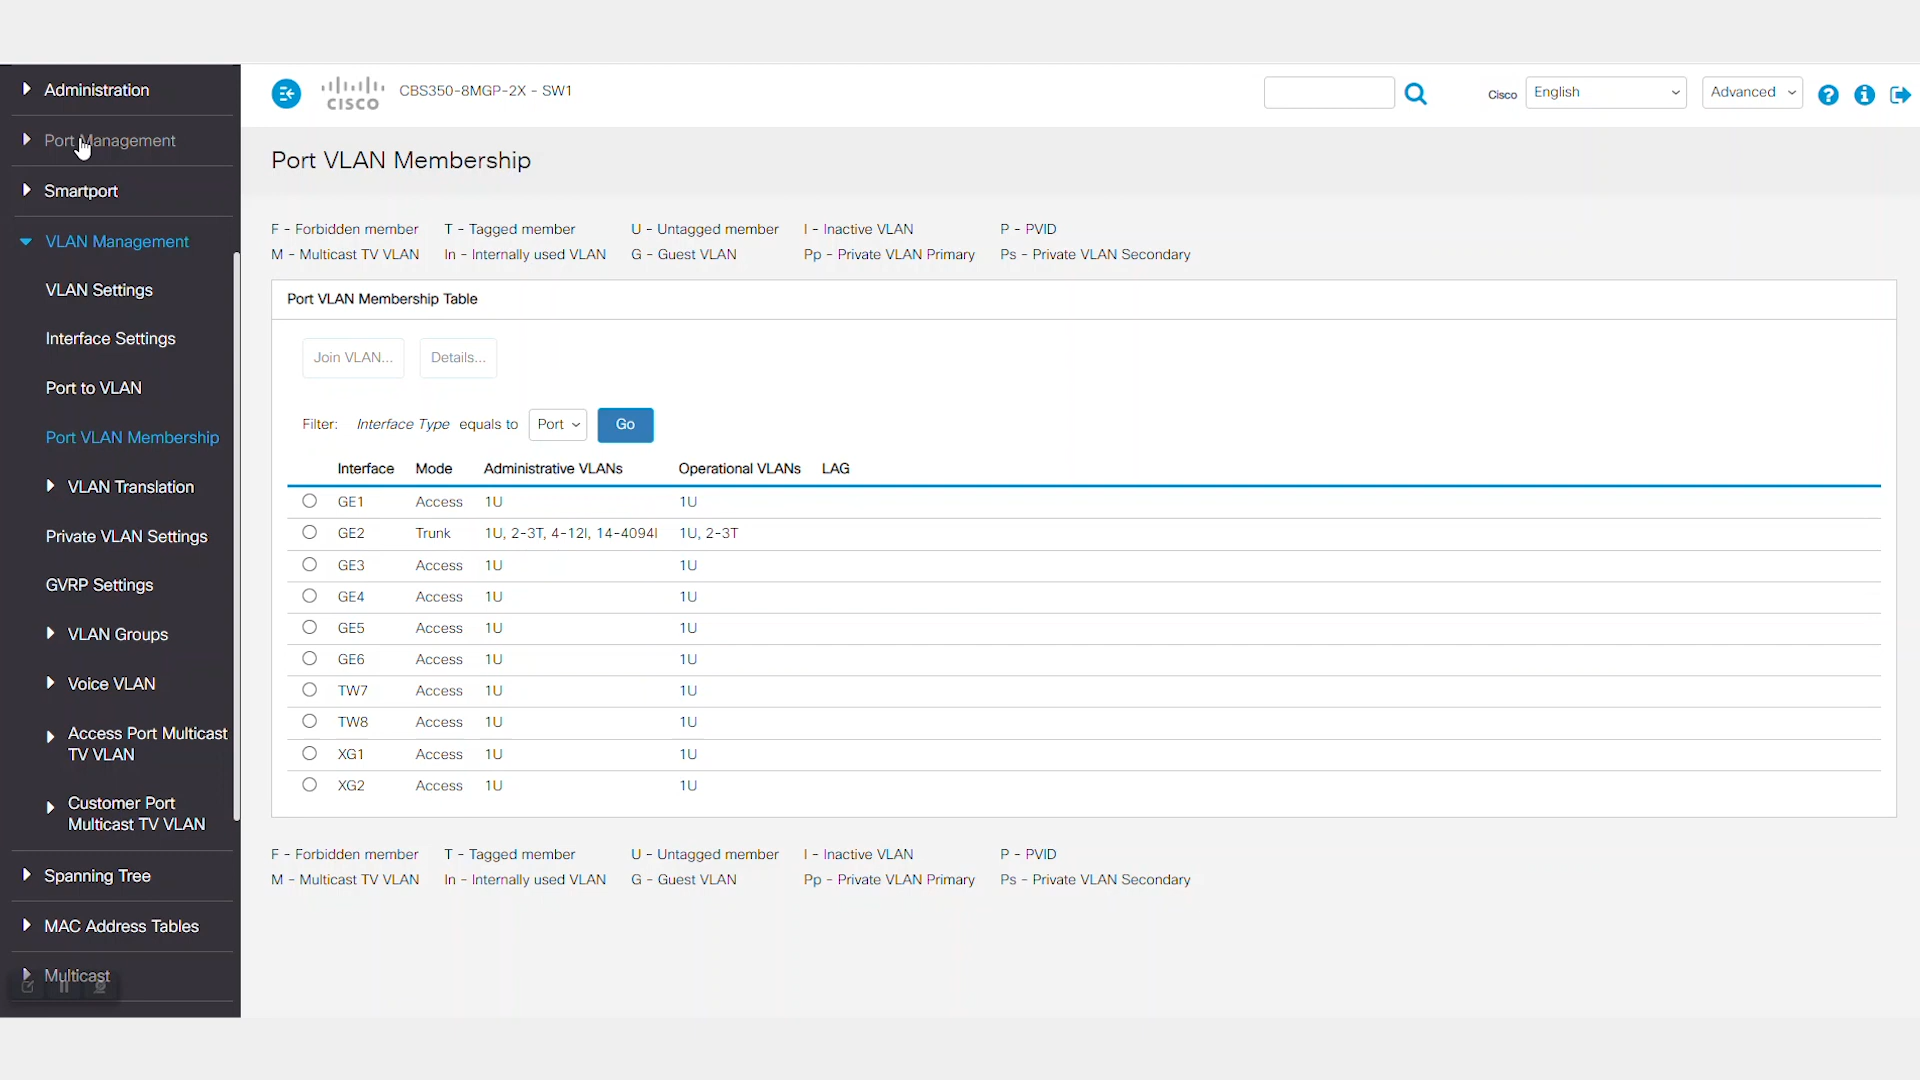 Administration
Port Management
Smartport
VLAN Management
VLAN Settings
Interface Settings
Port to VLAN
Port VLAN Membership
VLAN Translation
Private VLAN Settings
GVRP Settings
VLAN Groups
Voice VLAN
Access Port Multicast
TV VLAN
Customer Port
Multicast TV VLAN
Spanning Tree
MAC Address Tables
Multicast
CISCO
CBS350-8MGP-2X - SW1
Cisco
English
Advanced
Port VLAN Membership
F - Forbidden member T - Tagged member U - Untagged member I - Inactive VLAN P - PVID
M - Multicast TV VLAN In - Internally used VLAN G - Guest VLAN Pp - Private VLAN Primary Ps - Private VLAN Secondary
Port VLAN Membership Table
Join VLAN... Details...
Filter: Interface Type equals to Port Go
Interface Mode Administrative VLANs Operational VLANs LAG
GE1 Access 1U 1U
GE2 Trunk 1U, 2-3T, 4-12I, 14-4094I 1U, 2-3T
GE3 Access 1U 1U
GE4 Access 1U 1U
GE5 Access 1U 1U
GE6 Access 1U 1U
TW7 Access 1U 1U
TW8 Access 1U 1U
XG1 Access 1U 1U
XG2 Access 1U 1U
F - Forbidden member T - Tagged member U - Untagged member I - Inactive VLAN P - PVID
M - Multicast TV VLAN In - Internally used VLAN G - Guest VLAN Pp - Private VLAN Primary Ps - Private VLAN Secondary